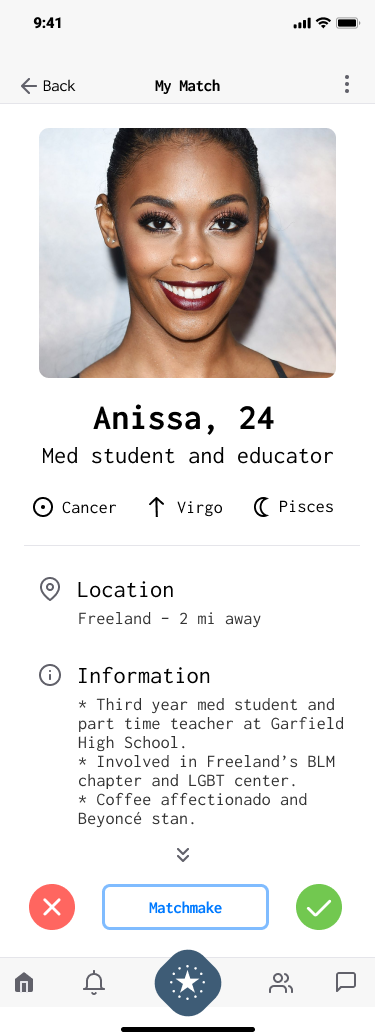 9:41
Back
My Match
Anissa, 24
Med student and educator
Cancer
Virgo
Pisces
Location
Freeland – 2 mi away
Information
* Third year med student and
part time teacher at Garfield
High School.
* Involved in Freeland’s BLM
chapter and LGBT center.
* Coffee affectionado and
Beyoncé stan.
Matchmake